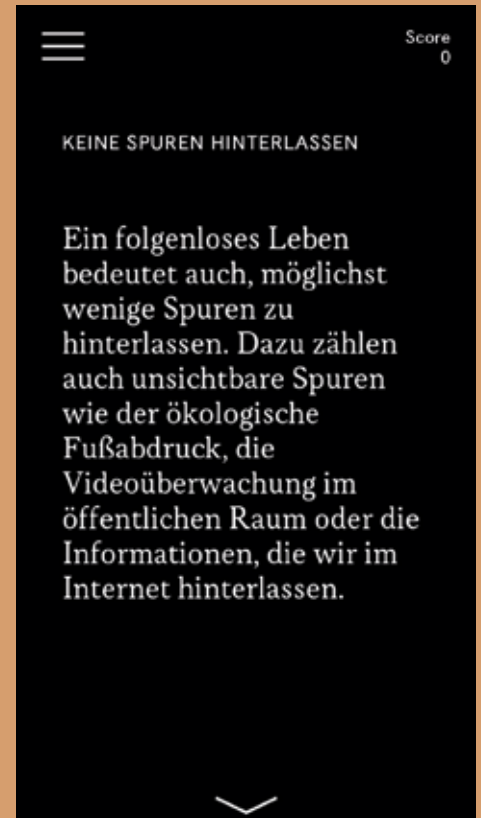 Score
0
KEINE SPUREN HINTERLASSEN
Ein folgenloses Leben
bedeutet auch, möglichst
wenige Spuren zu
hinterlassen. Dazu zählen
auch unsichtbare Spuren
wie der ökologische
Fußabdruck, die
Videoüberwachung im
öffentlichen Raum oder die
Informationen, die wir im
Internet hinterlassen.